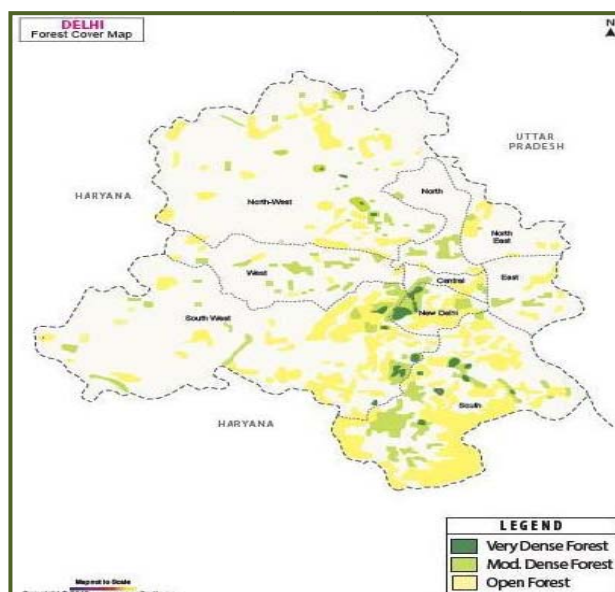 DELHI
Forest Cover Map
N
UTTAR
PRADESH
HARYANA
North
North-West
North
East
West
Central
East
New Delhi
South West
South
HARYANA
LEGEND
Very Dense Forest
Mod. Dense Forest
Open Forest
Map not to Scale